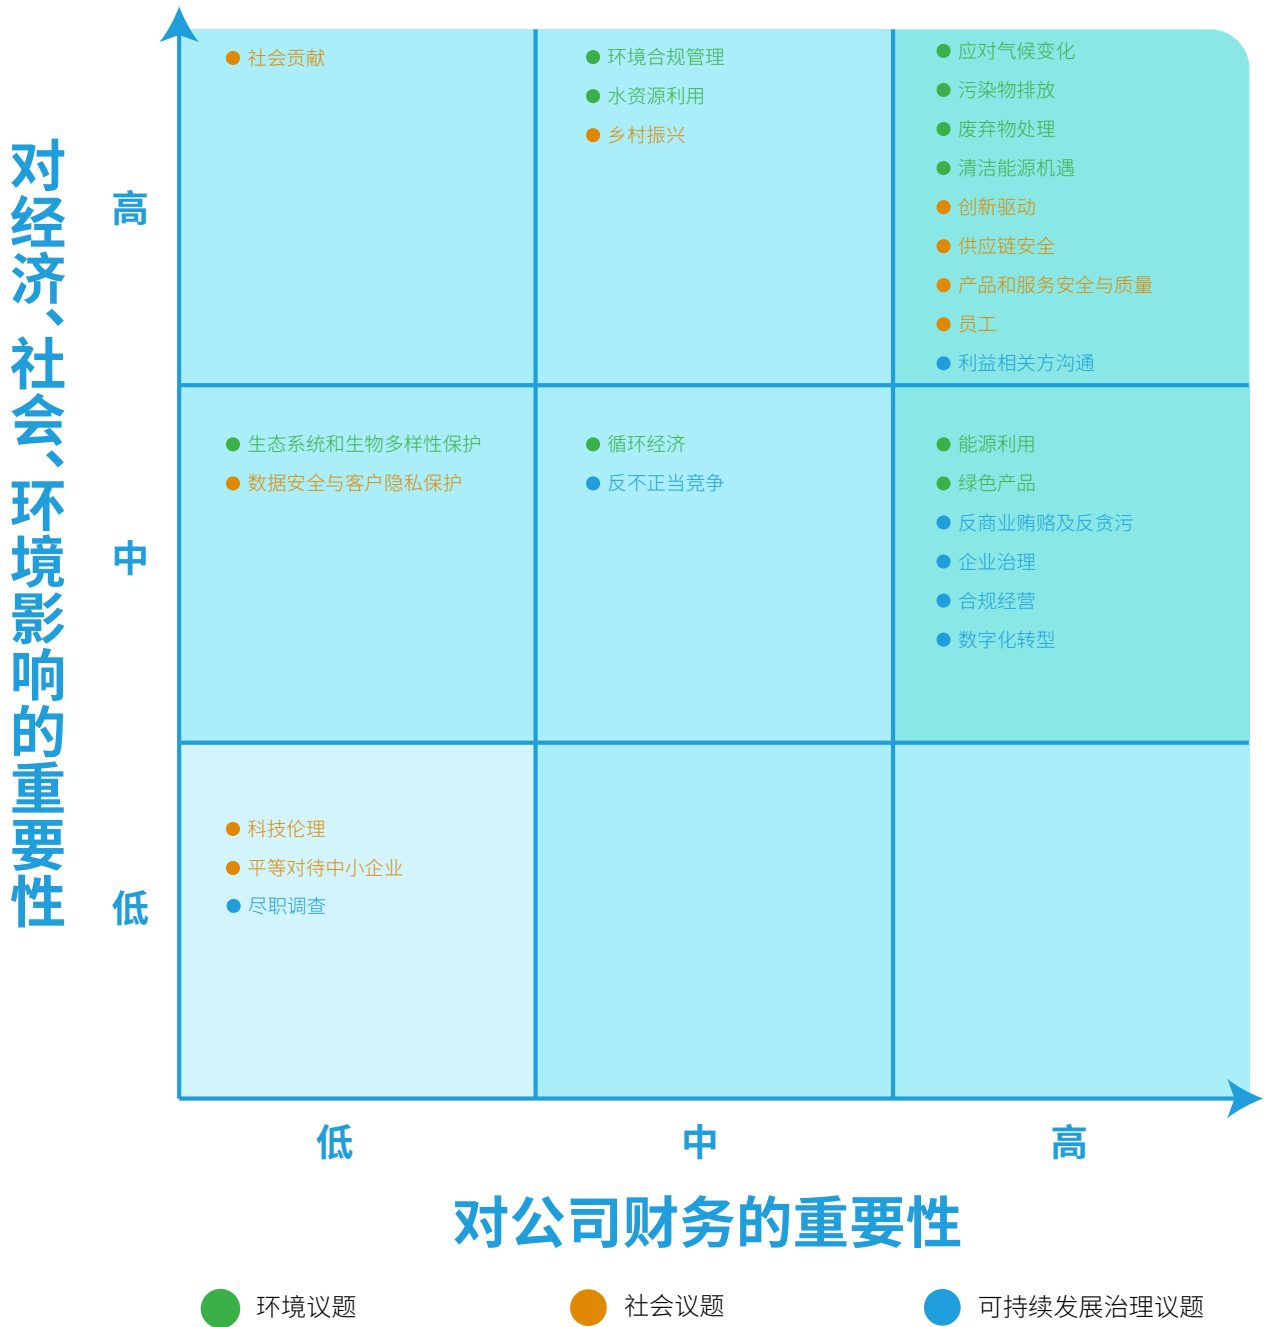 对经济、社会、环境影响的重要性
高
社会贡献
环境合规管理
水资源利用
乡村振兴
应对气候变化
污染物排放
废弃物处理
清洁能源机遇
创新驱动
供应链安全
产品和服务安全与质量
员工
利益相关方沟通
中
生态系统和生物多样性保护
数据安全与客户隐私保护
循环经济
反不正当竞争
能源利用
绿色产品
反商业贿赂及反贪污
企业治理
合规经营
数字化转型
低
科技伦理
平等对待中小企业
尽职调查
低
中
高
对公司财务的重要性
环境议题
社会议题
可持续发展治理议题